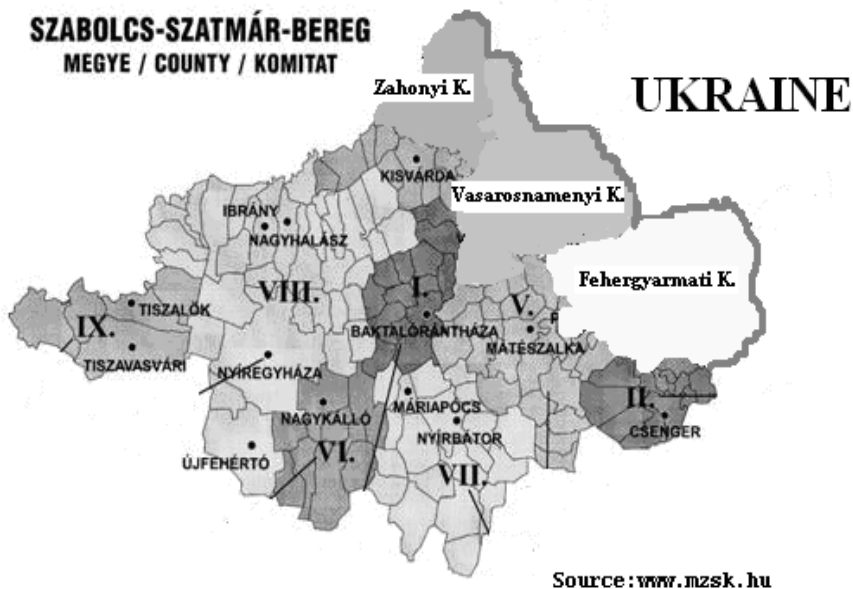 SZABOLCS-SZATMÁR-BEREG
MEGYE / COUNTY / KOMITAT
UKRAINE
Zahonyi K.
KISVÁRDA
Vasarosnamenyi K.
IBRÁNY
NAGYHALÁSZ
Fehergyarmati K.
VIII.
I.
V.
TISZALÖK
IX.
BAKTALÓRÁNTHÁZA
MÁTÉSZALKA
TISZAVASVÁRI
NYÍREGYHÁZA
NAGYKÁLLÓ
MÁRIAPÓCS
II.
NYÍRBÁTOR
CSENGER
ÚJFEHÉRTÓ
VI.
VII.
Source:www.mzsk.hu